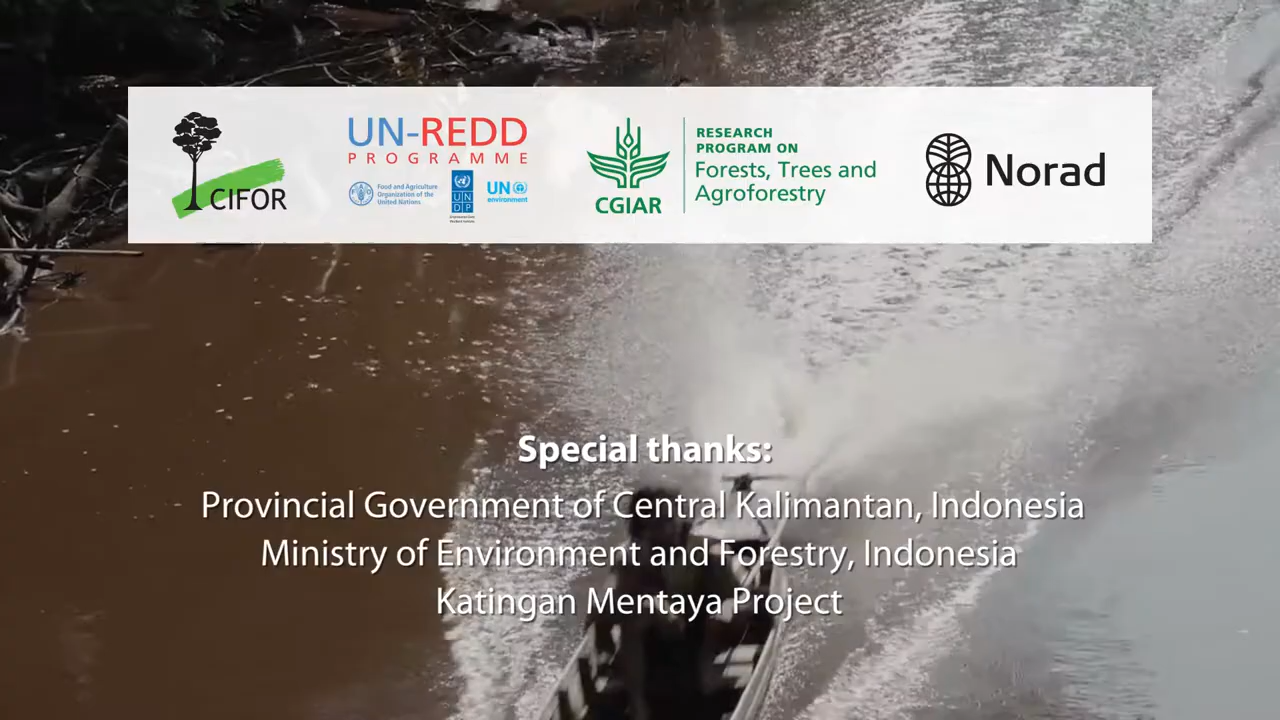 CIFOR
UN-REDD
PROGRAMME
Food and Agriculture
Organization of the
United Nations
UN
DP
UN
environment
CGIAR
RESEARCH
PROGRAM ON
Forests, Trees and
Agroforestry
Norad
Special thanks:
Provincial Government of Central Kalimantan, Indonesia
Ministry of Environment and Forestry, Indonesia
Katingan Mentaya Project